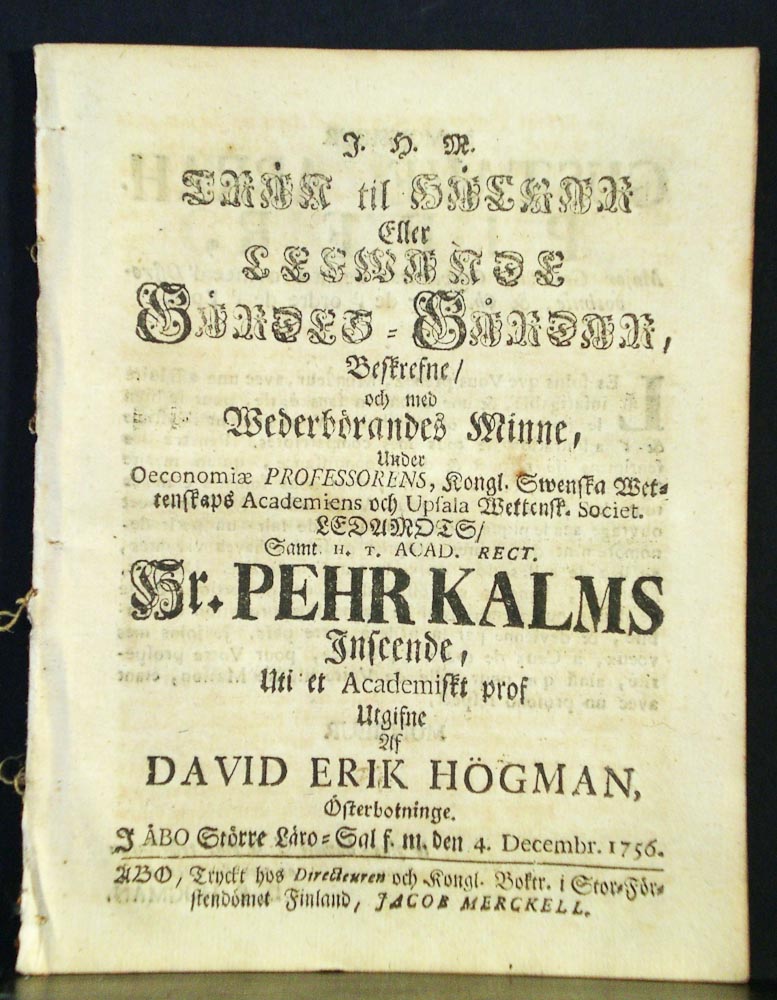 J. H. M.
TRÄN til HÄCKAR
Eller
LEFWANDE
GÄRDES-GÅRDAR,
Beskrefne/
och med
Wederbörandes Minne,
Under
Oeconomiæ PROFESSORENS, Kongl. Swenska Wet-
tenskaps Academiens och Upsala Wettensk. Societ.
LEDAMOTS/
Samt H. T. ACAD. RECT.
Hr. PEHR KALMS
Inseende,
Uti et Academiskt prof
Utgifne
Af
DAVID ERIK HÖGMAN,
Österbotninge.
J ÅBO Större Läro-Sal f. m. den 4. Decembr. 1756.
ÅBO, Tryckt hos Directeuren och Kongl. Boktr. i Stor-För-
stendömet Finland, JACOB MERCKELL.